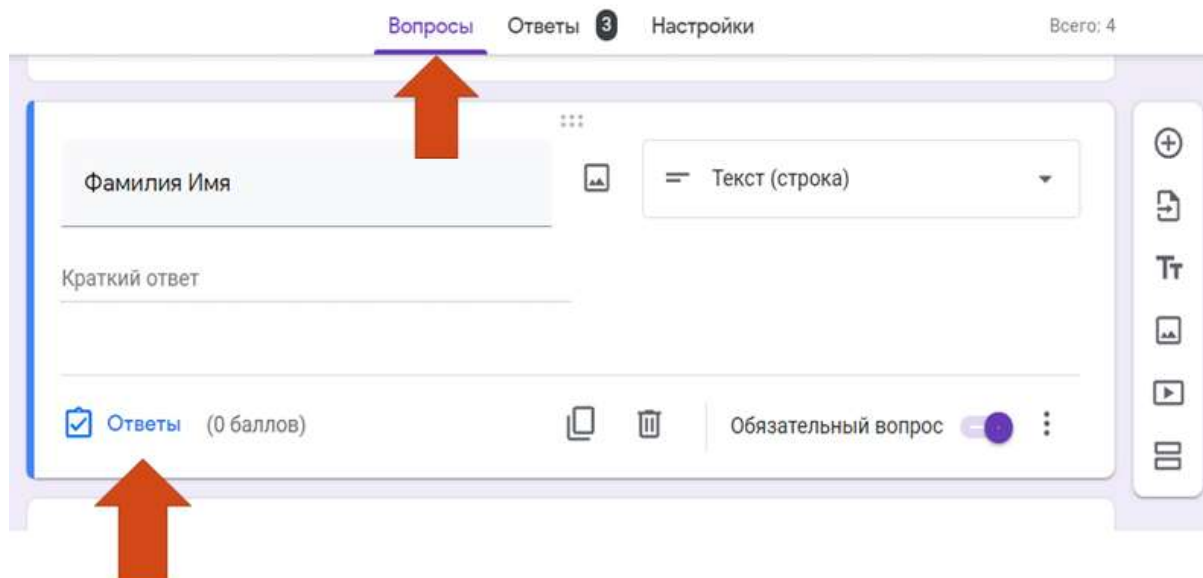 Вопросы Ответы 3 Настройки Всего: 4
Фамилия Имя Текст (строка)
Краткий ответ
Ответы (0 баллов) Обязательный вопрос
Тт